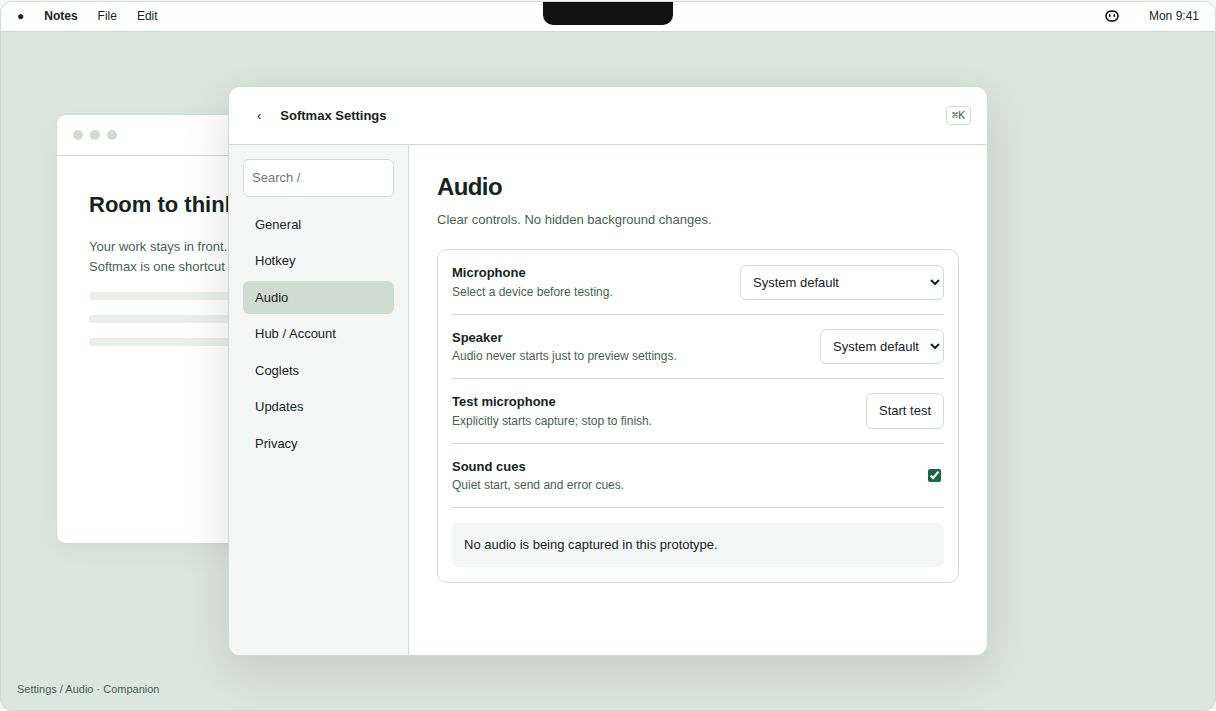 Notes File Edit
Mon 9:41
‹ Softmax Settings
⌘K
Room to think
Your work stays in front.
Softmax is one shortcut
Search /
General
Hotkey
Audio
Hub / Account
Coglets
Updates
Privacy
Audio
Clear controls. No hidden background changes.
Microphone
Select a device before testing.
System default
Speaker
Audio never starts just to preview settings.
System default
Test microphone
Explicitly starts capture; stop to finish.
Start test
Sound cues
Quiet start, send and error cues.
No audio is being captured in this prototype.
Settings / Audio · Companion